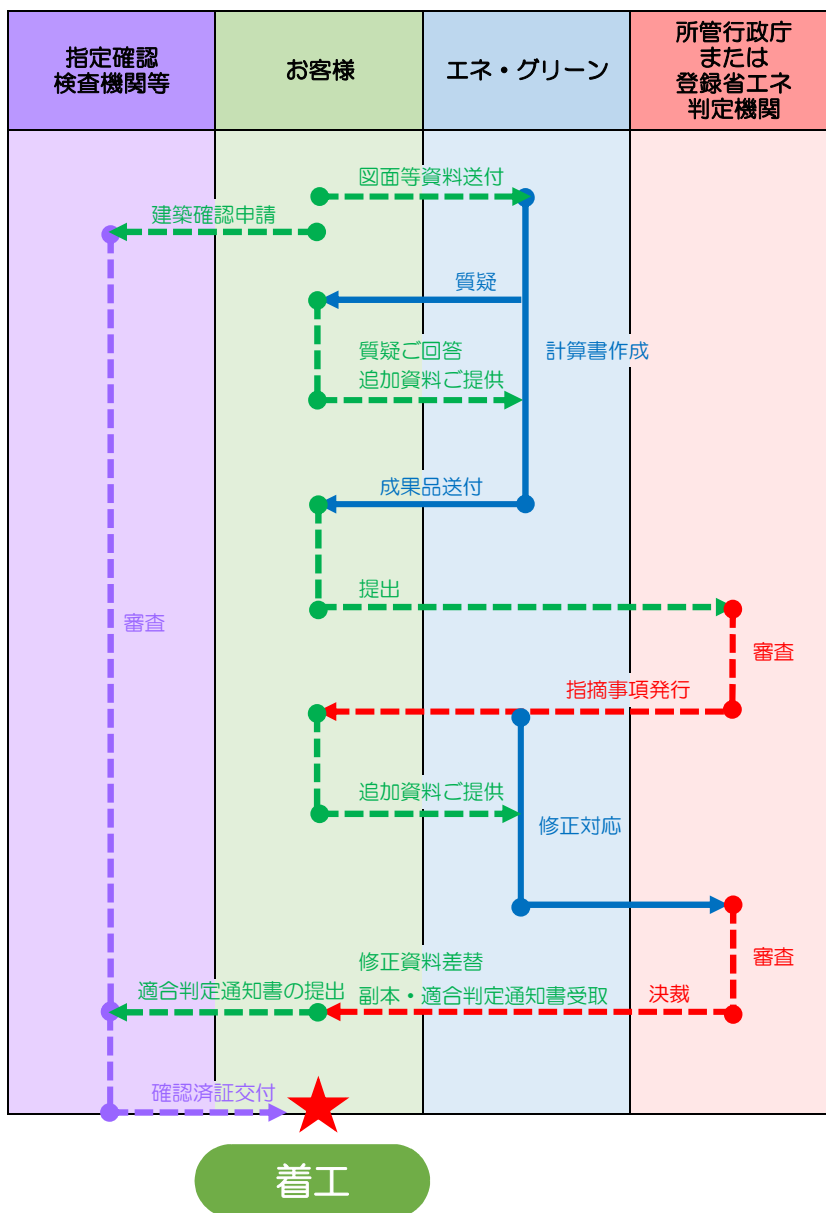 指定確認
検査機関等
お客様
エネ・グリーン
所管行政庁
または
登録省エネ
判定機関
図面等資料送付
建築確認申請
質疑
質疑ご回答
追加資料ご提供
計算書作成
成果品送付
提出
審査
審査
指摘事項発行
追加資料ご提供
修正対応
審査
修正資料差替
適合判定通知書の提出
副本・適合判定通知書受取
決裁
確認済証交付
着工